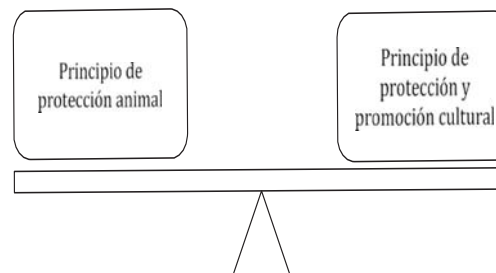 Principio de
protección animal
Principio de
protección y
promoción cultural